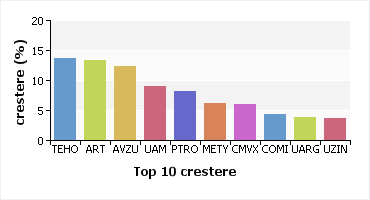 crestere (%)
20
15
10
5
0
TEHO ART AVZU UAM PTRO METY CMVX COMI UARG UZIN
Top 10 crestere